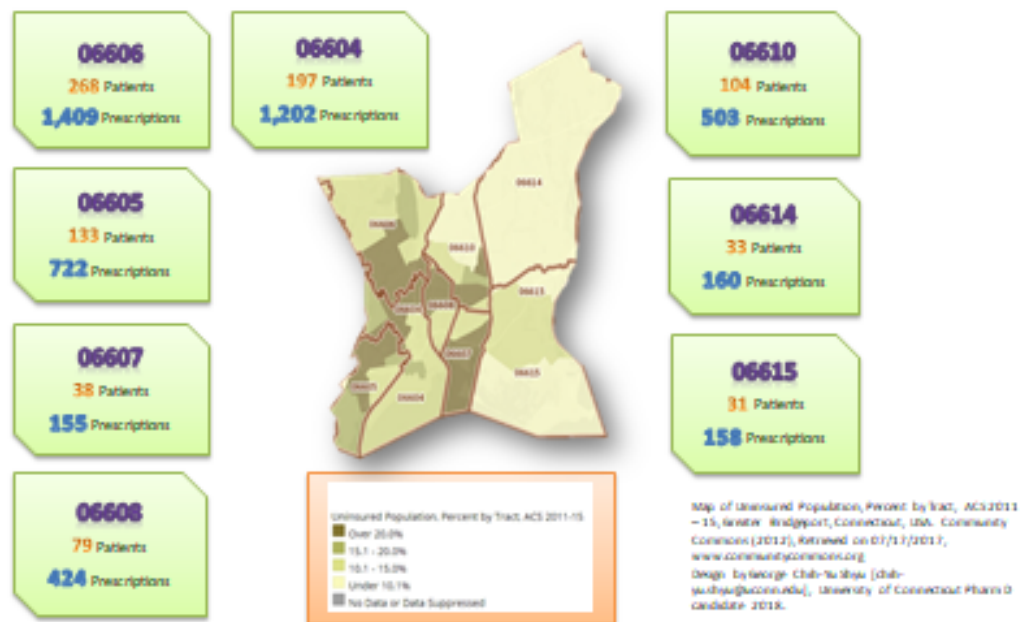 06606
268 Patients
1,409 Prescriptions
06604
197 Patients
1,202 Prescriptions
06610
104 Patients
503 Prescriptions
06605
133 Patients
722 Prescriptions
06614
33 Patients
160 Prescriptions
06607
38 Patients
155 Prescriptions
06615
31 Patients
158 Prescriptions
06608
79 Patients
424 Prescriptions
06614
06606
06610
06615
06604
Uninsured Population, Percent by Tract, ACS 2011-15
Over 20.0%
15.1 - 20.0%
10.1 - 15.0%
Under 10.1%
No Data or Data Suppressed
Map of Uninsured Population, Percent by Tract, ACS 2011
– 15, Greater Bridgeport, Connecticut, USA. Community
Commons (2012), Retrieved on 07/17/2017,
www.communitycommons.org
Design by George Chih-Yu Shyu [chih-
yu.shyu@uconn.edu], University of Connecticut Pharm D
candidate 2018.